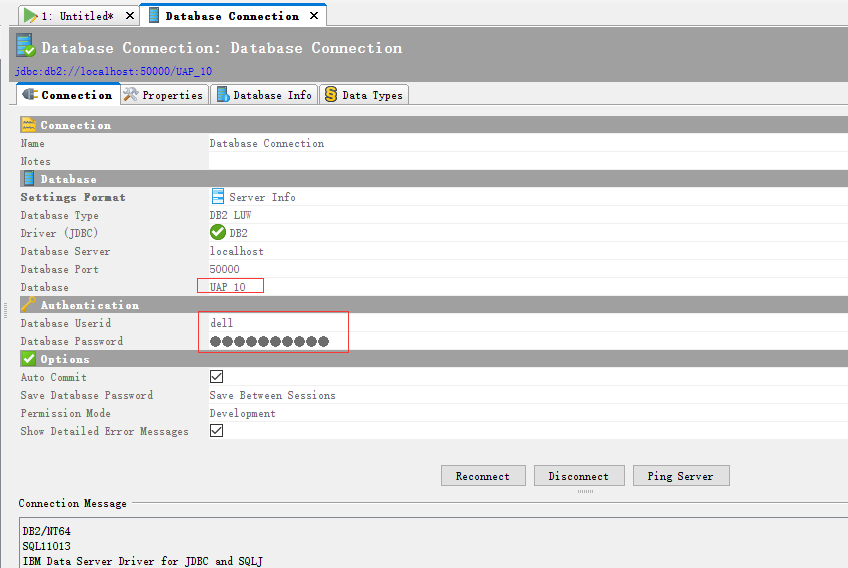 1: Untitled* ✕ Database Connection ✕
Database Connection: Database Connection
jdbc:db2://localhost:50000/UAP_10
Connection Properties Database Info Data Types
Connection
Name Database Connection
Notes
Database
Settings Format Server Info
Database Type DB2 LUW
Driver (JDBC) DB2
Database Server localhost
Database Port 50000
Database UAP_10
Authentication
Database Userid dell
Database Password ●●●●●●●●●●
Options
Auto Commit
Save Database Password Save Between Sessions
Permission Mode Development
Show Detailed Error Messages
Reconnect Disconnect Ping Server
Connection Message
DB2/NT64
SQL11013
IBM Data Server Driver for JDBC and SQLJ